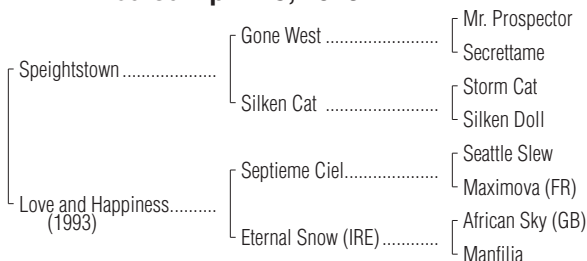 Mr. Prospector
Gone West
Secrettame
Speightstown
Storm Cat
Silken Cat
Silken Doll
Seattle Slew
Septieme Ciel
Maximova (FR)
Love and Happiness
(1993)
African Sky (GB)
Eternal Snow (IRE)
Manfilia